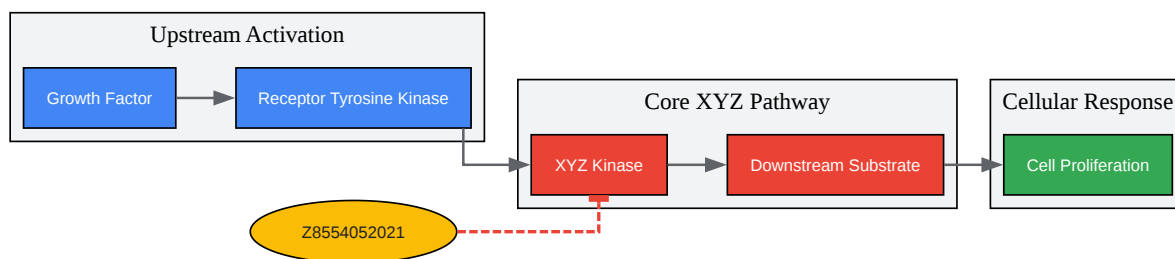 Upstream Activation
Growth Factor
Receptor Tyrosine Kinase
Core XYZ Pathway
XYZ Kinase
Downstream Substrate
Cellular Response
Cell Proliferation
Z8554052021